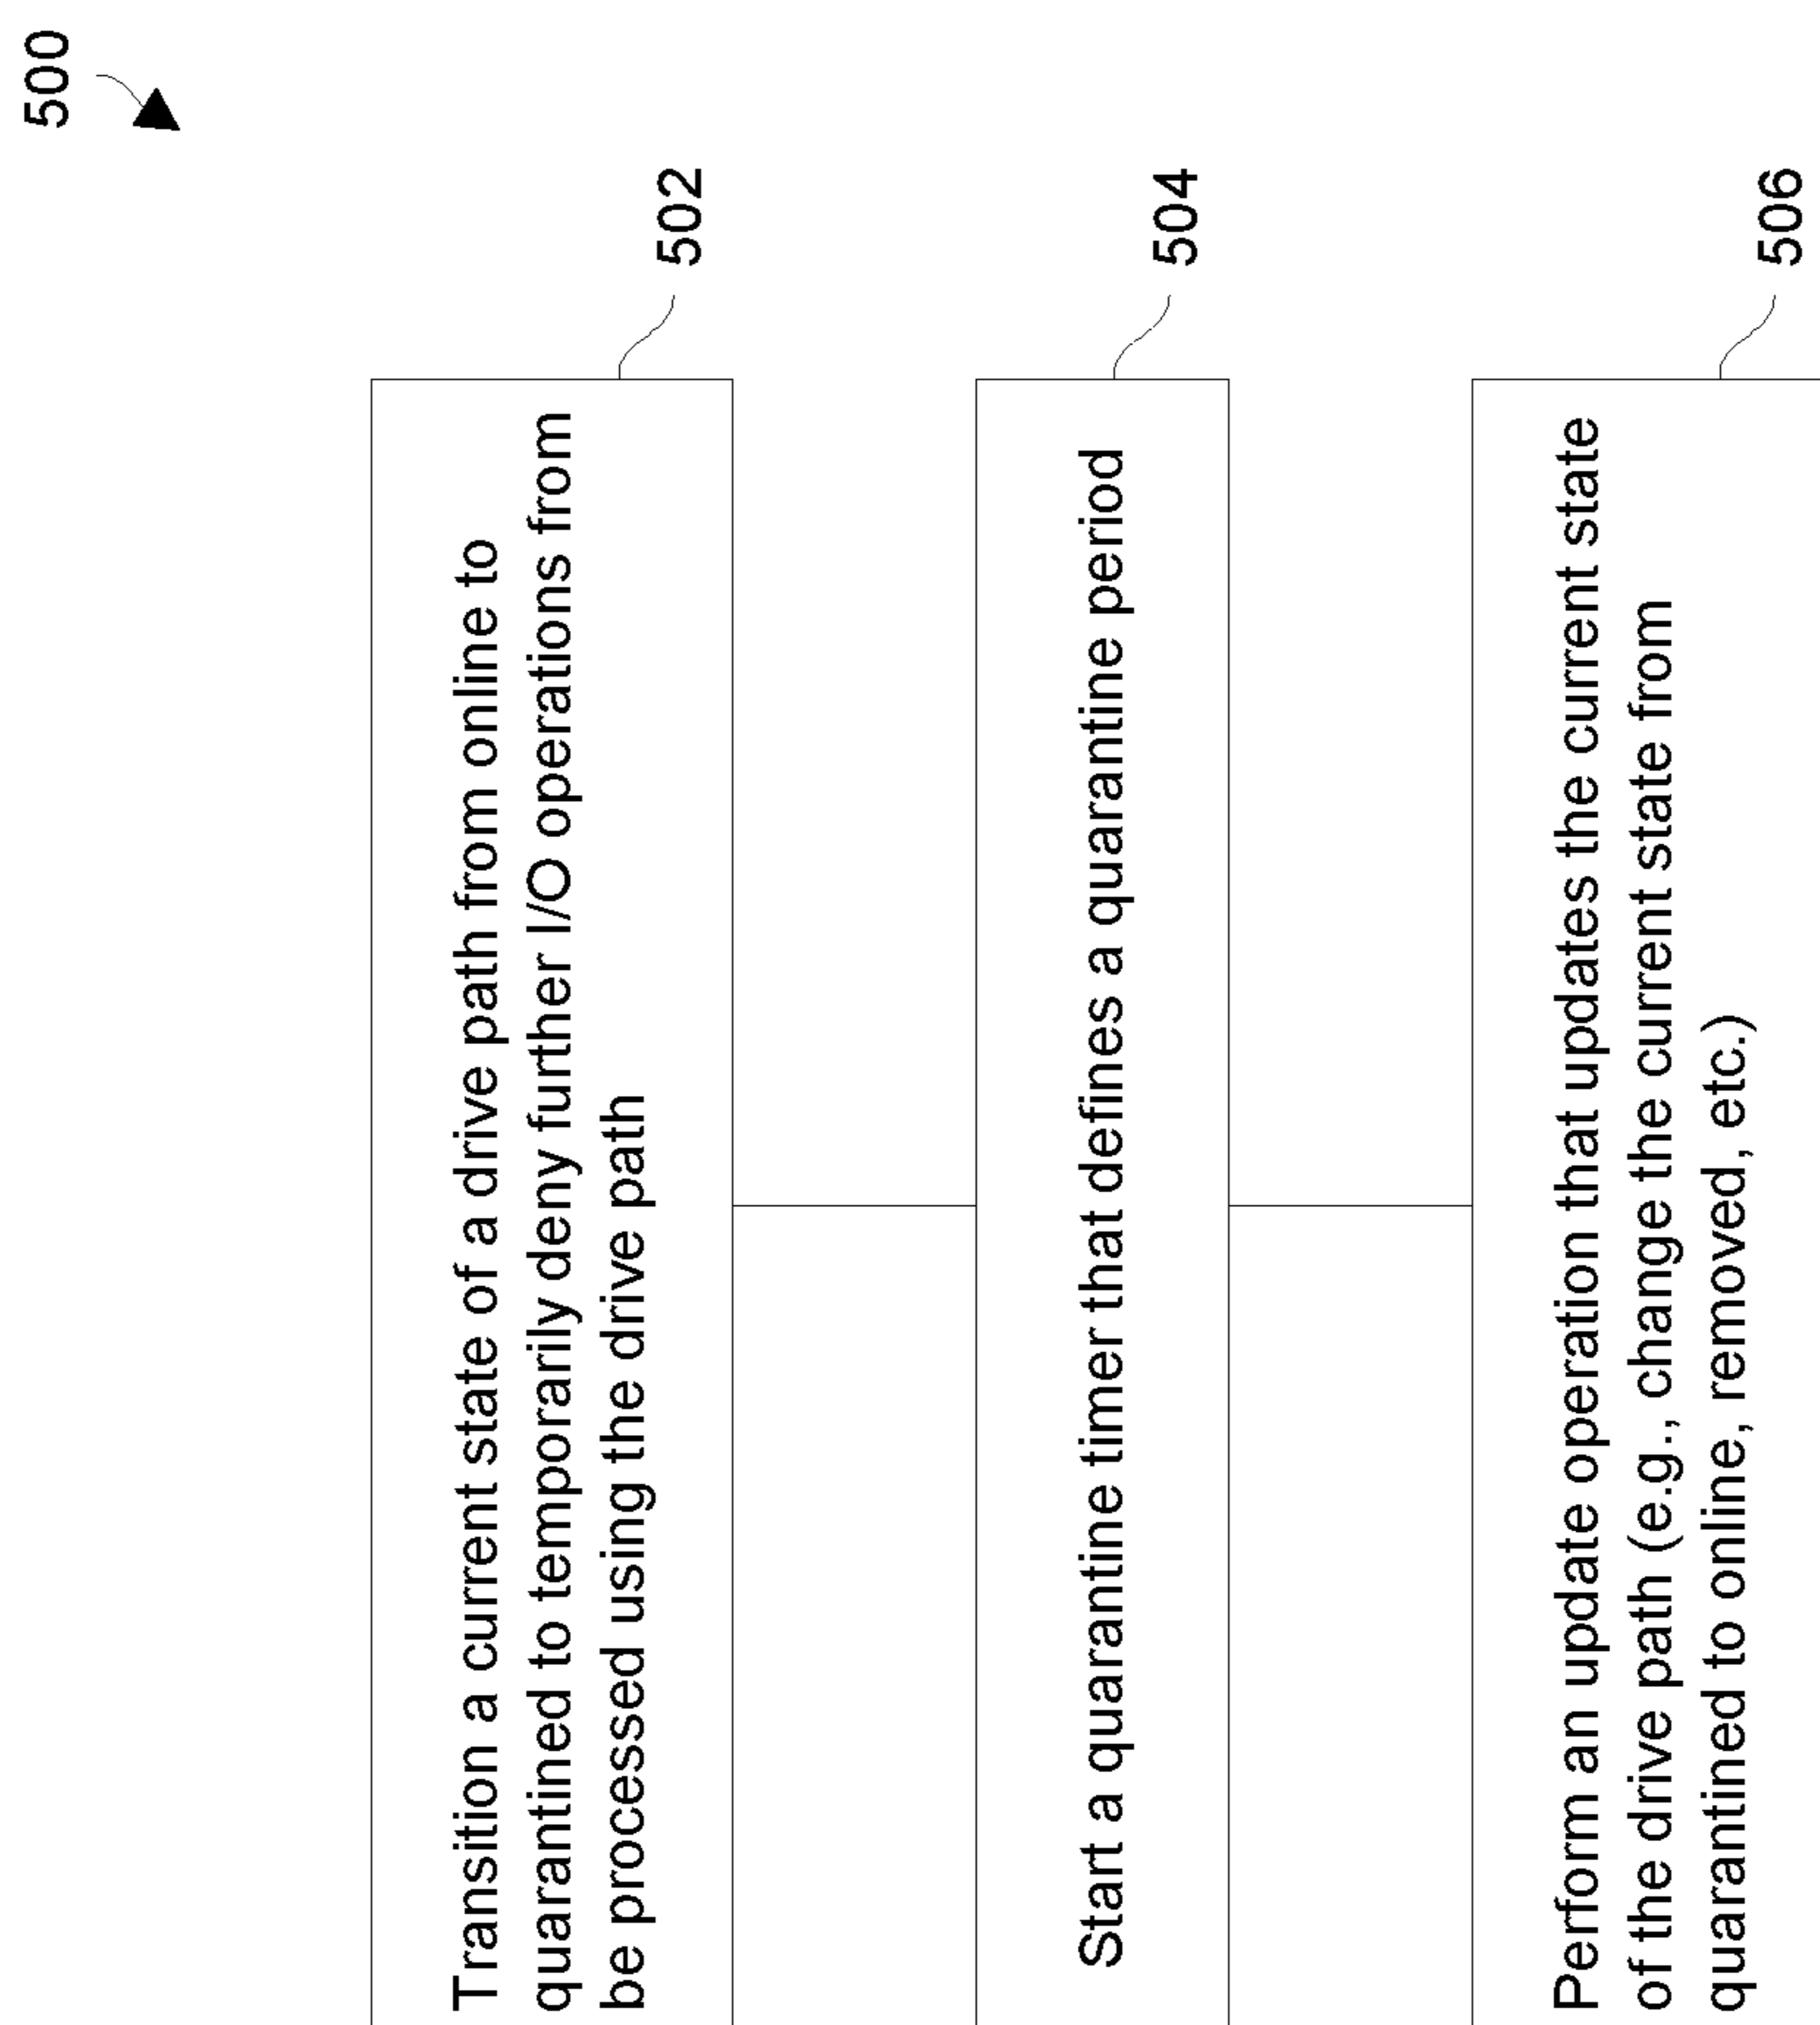 500
502
Transition a current state of a drive path from online to
quarantined to temporarily deny further I/O operations from
be processed using the drive path
504
Start a quarantine timer that defines a quarantine period
506
Perform an update operation that updates the current state
of the drive path (e.g., change the current state from
quarantined to online, removed, etc.)